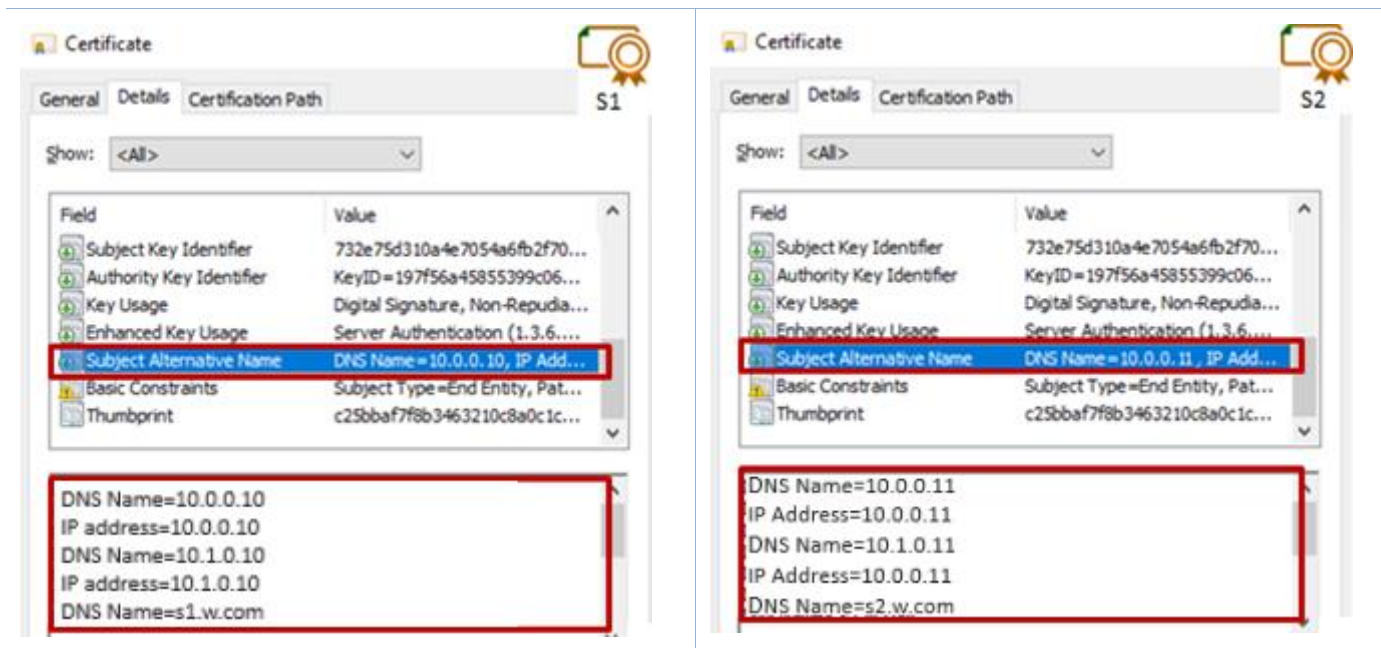 Certificate
S1
General Details Certification Path
Show: <All>
Field Value
Subject Key Identifier 732e75d310a4e7054a6fb2f70...
Authority Key Identifier KeyID=197f56a45855399c06...
Key Usage Digital Signature, Non-Repudia...
Enhanced Key Usage Server Authentication (1.3.6....
Subject Alternative Name DNS Name=10.0.0.10, IP Add...
Basic Constraints Subject Type=End Entity, Pat...
Thumbprint c25bbaf7f8b3463210c8a0c1c...
DNS Name=10.0.0.10
IP address=10.0.0.10
DNS Name=10.1.0.10
IP address=10.1.0.10
DNS Name=s1.w.com
Certificate
S2
General Details Certification Path
Show: <All>
Field Value
Subject Key Identifier 732e75d310a4e7054a6fb2f70...
Authority Key Identifier KeyID=197f56a45855399c06...
Key Usage Digital Signature, Non-Repudia...
Enhanced Key Usage Server Authentication (1.3.6....
Subject Alternative Name DNS Name=10.0.0.11 , IP Add...
Basic Constraints Subject Type=End Entity, Pat...
Thumbprint c25bbaf7f8b3463210c8a0c1c...
DNS Name=10.0.0.11
IP Address=10.0.0.11
DNS Name=10.1.0.11
IP Address=10.0.0.11
DNS Name=s2.w.com